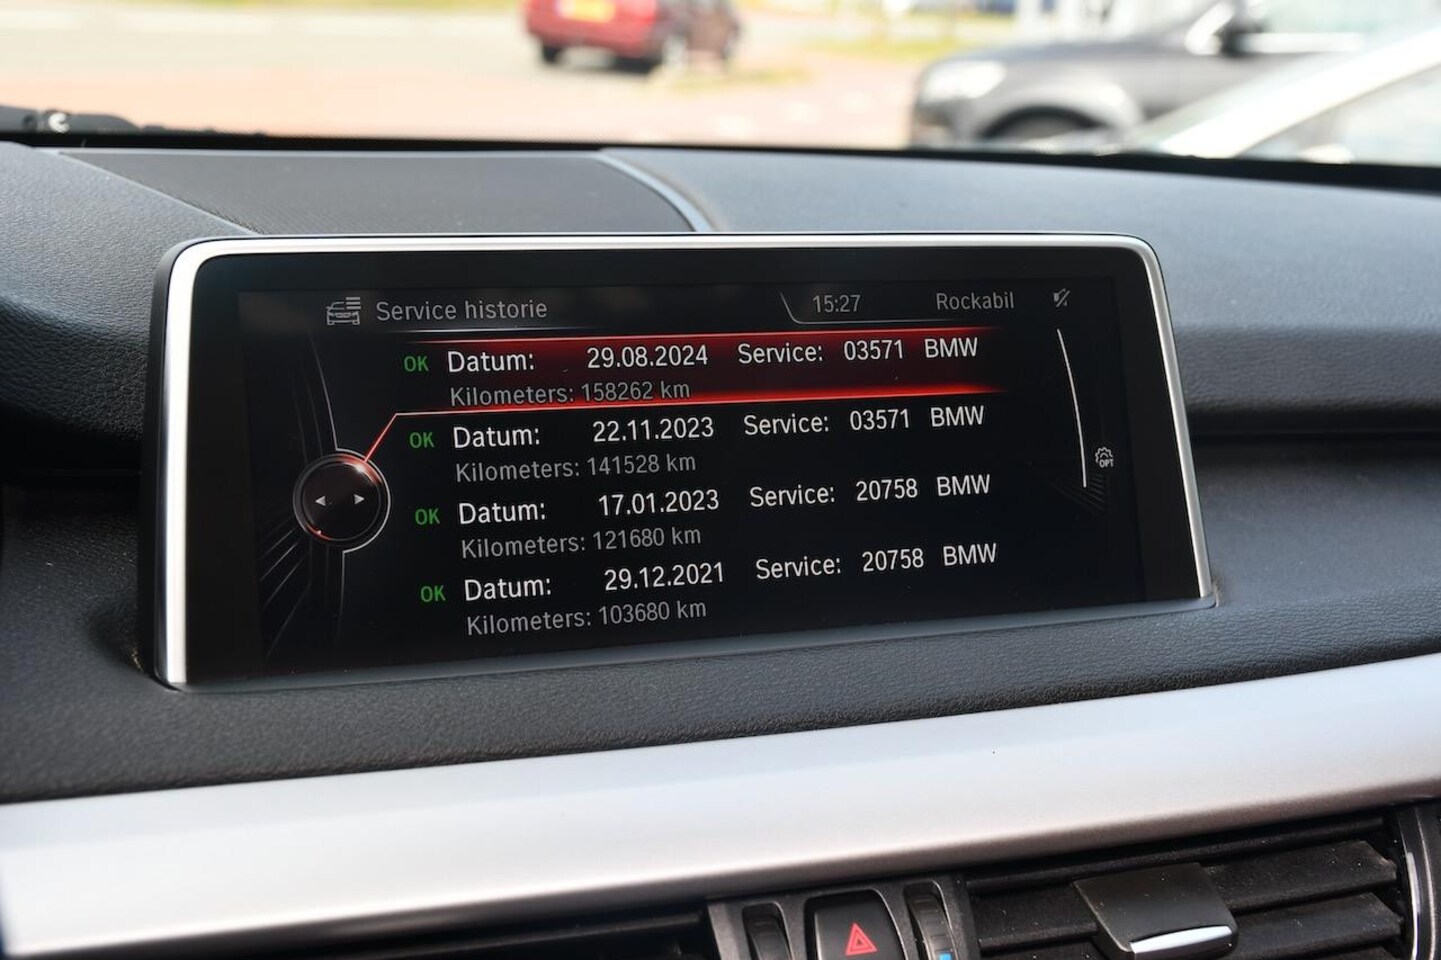 Service historie 15:27 Rockabil
OK Datum: 29.08.2024 Service: 03571 BMW
Kilometers: 158262 km
OK Datum: 22.11.2023 Service: 03571 BMW
Kilometers: 141528 km
OK Datum: 17.01.2023 Service: 20758 BMW
Kilometers: 121680 km
OPT
OK Datum: 29.12.2021 Service: 20758 BMW
Kilometers: 103680 km